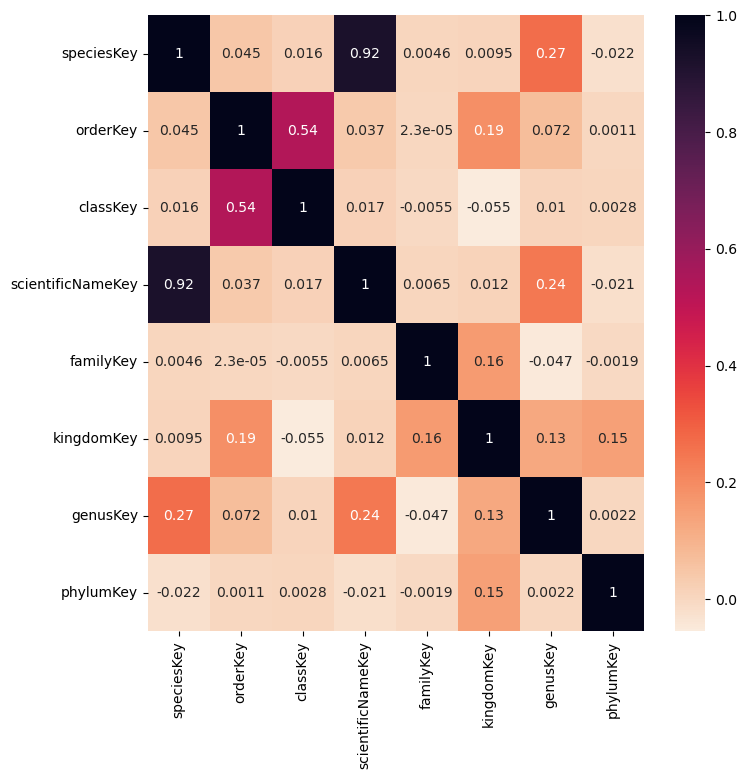 speciesKey 1 0.045 0.016 0.92 0.0046 0.0095 0.27 -0.022
orderKey 0.045 1 0.54 0.037 2.3e-05 0.19 0.072 0.0011
classKey 0.016 0.54 1 0.017 -0.0055 -0.055 0.01 0.0028
scientificNameKey 0.92 0.037 0.017 1 0.0065 0.012 0.24 -0.021
familyKey 0.0046 2.3e-05 -0.0055 0.0065 1 0.16 -0.047 -0.0019
kingdomKey 0.0095 0.19 -0.055 0.012 0.16 1 0.13 0.15
genusKey 0.27 0.072 0.01 0.24 -0.047 0.13 1 0.0022
phylumKey -0.022 0.0011 0.0028 -0.021 -0.0019 0.15 0.0022 1
speciesKey
orderKey
classKey
scientificNameKey
familyKey
kingdomKey
genusKey
phylumKey
1.0
0.8
0.6
0.4
0.2
0.0